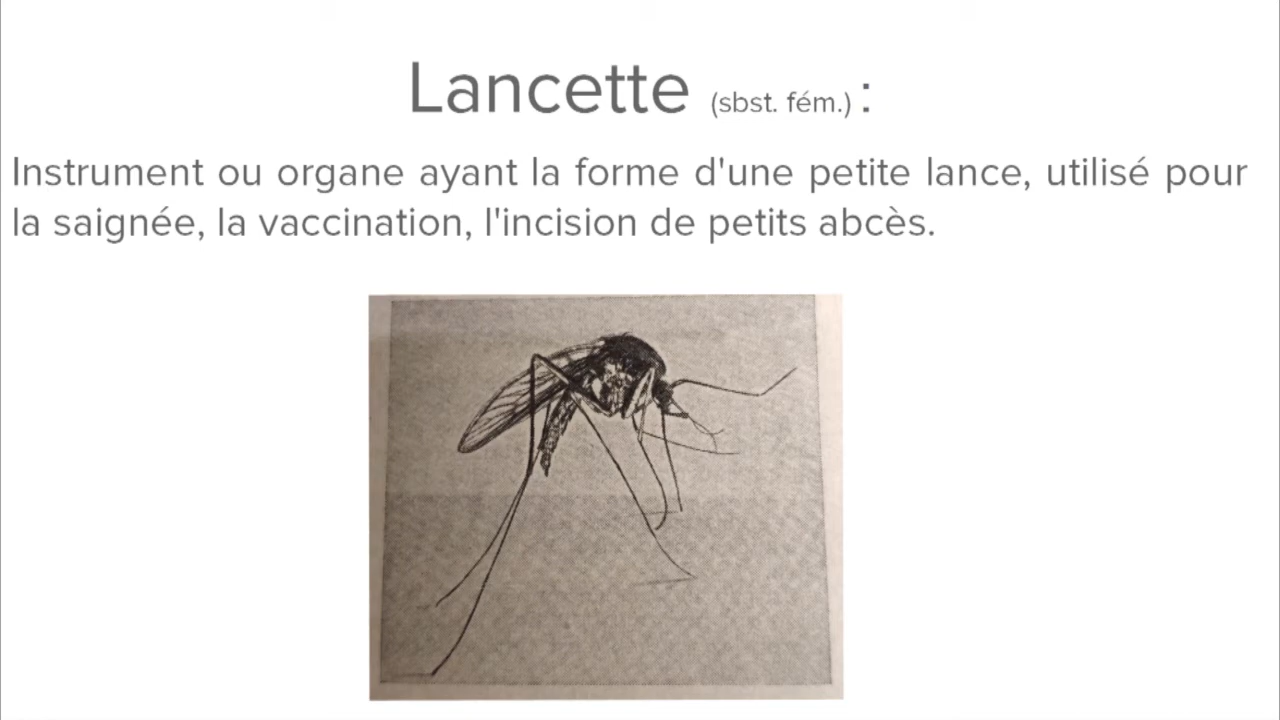 Lancette (sbst. fém.) :
Instrument ou organe ayant la forme d'une petite lance, utilisé pour
la saignée, la vaccination, l'incision de petits abcès.